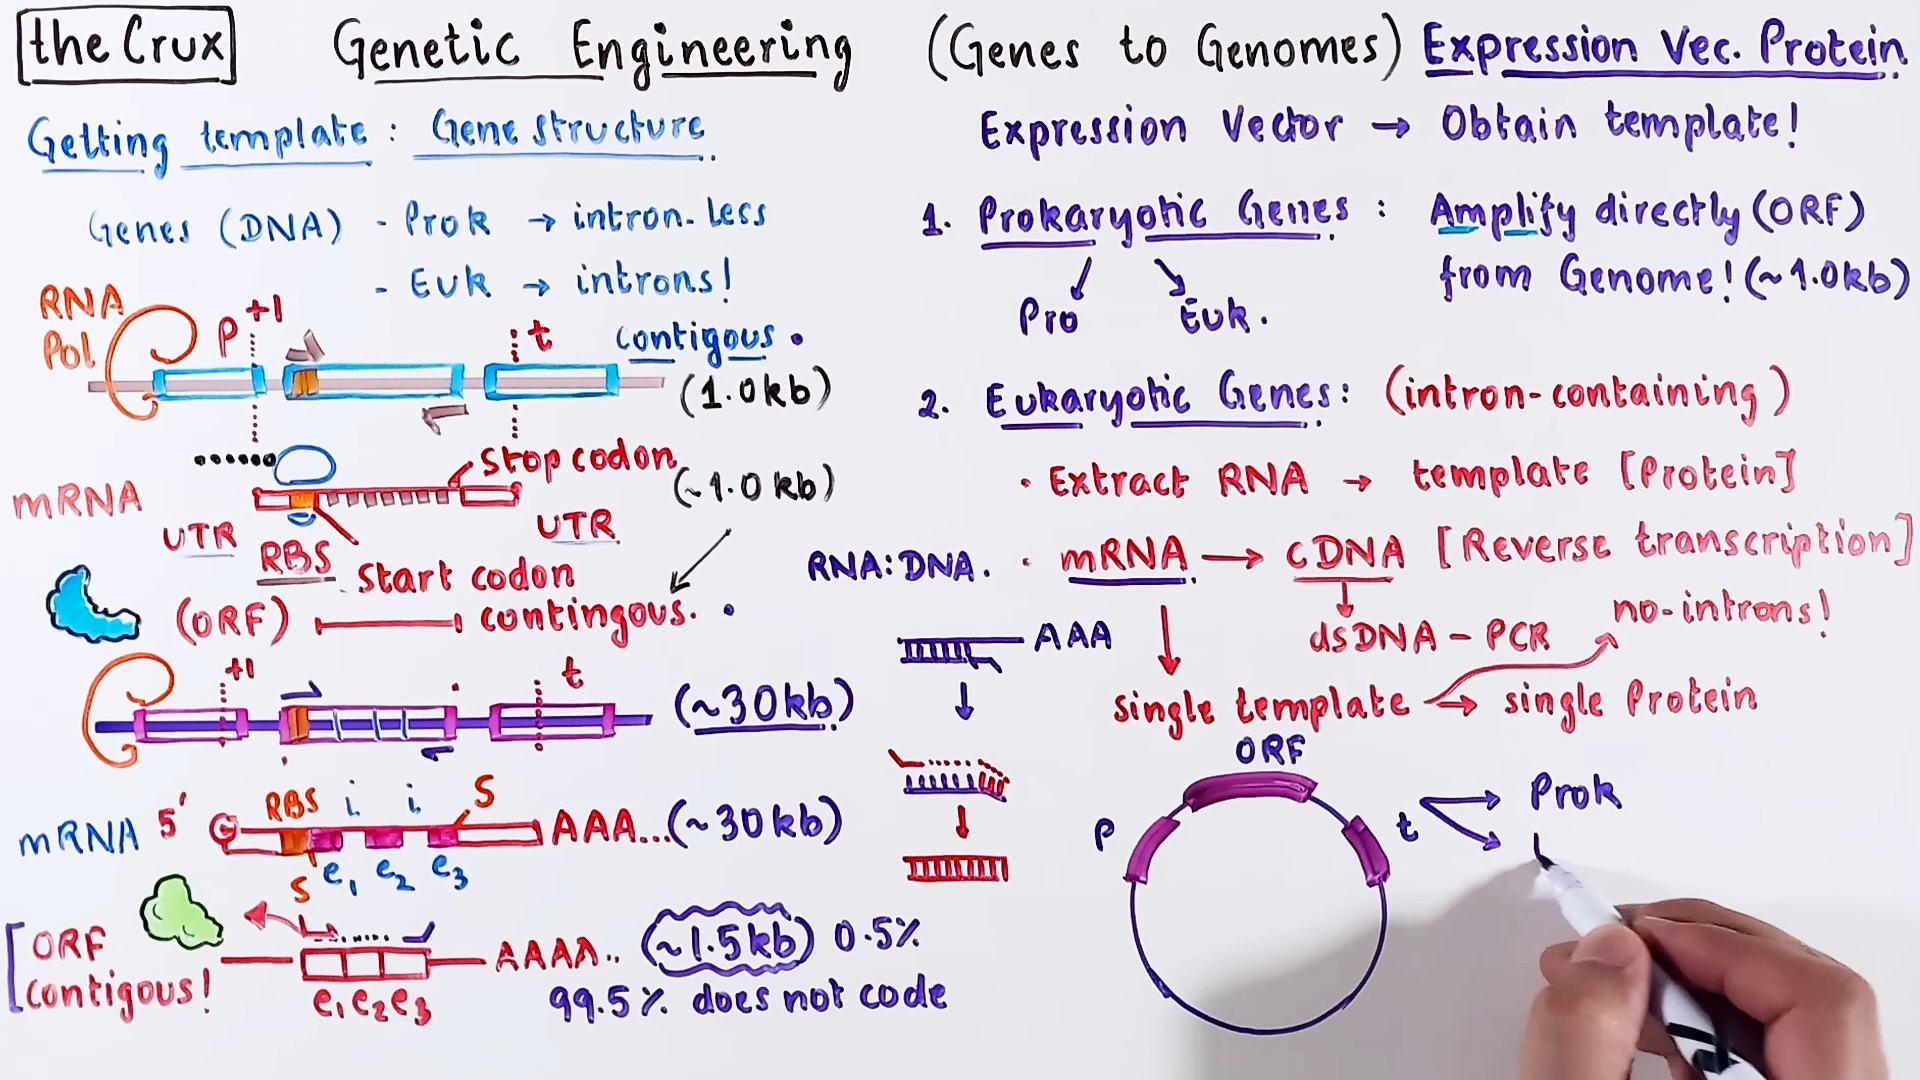 the Crux
Genetic Engineering (Genes to Genomes) Expression Vec. Protein
Getting template : Gene structure
Genes (DNA) - Prok → intron-less
- Euk → introns!
RNA Pol
P +1
t
contigous .
(1.0kb)
mRNA
stop codon
(~1.0 kb)
UTR
RBS
UTR
start codon
(ORF) contingous.
+1
t
(~30kb)
mRNA 5' C
RBS i i S
AAA...(~30kb)
S e1 e2 e3
[ORF contigous!
AAAA..
e1e2e3
(~1.5kb) 0.5%
99.5% does not code
Expression Vector → Obtain template!
1. Prokaryotic Genes : Amplify directly (ORF)
from Genome! (~1.0kb)
Pro Euk.
2. Eukaryotic Genes: (intron-containing)
· Extract RNA → template [Protein]
RNA:DNA. · mRNA → cDNA [Reverse transcription]
dsDNA - PCR no-introns!
AAA
single template → single Protein
ORF
P
t
Prok